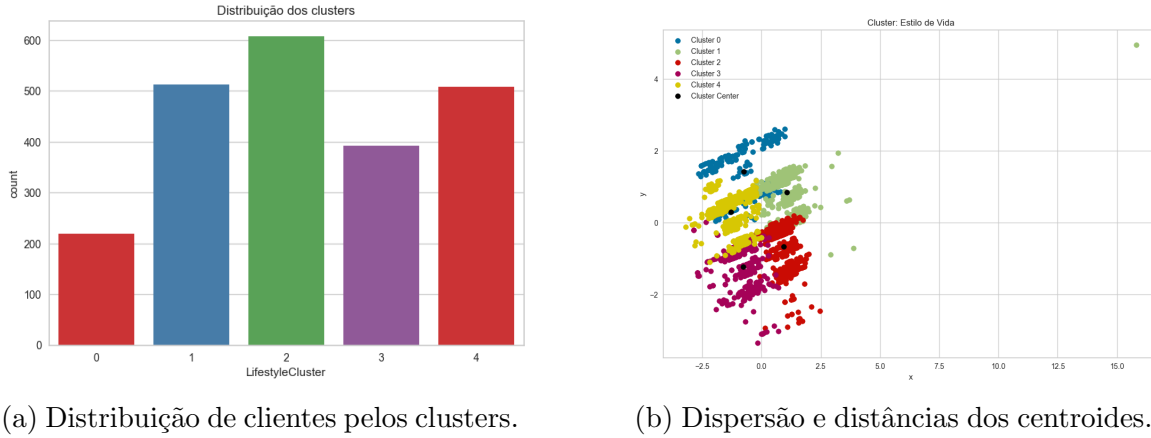 Distribuição dos clusters
600
500
400
300
200
100
0
count
0 1 2 3 4
LifestyleCluster
(a) Distribuição de clientes pelos clusters.
Cluster: Estilo de Vida
Cluster 0
Cluster 1
Cluster 2
Cluster 3
Cluster 4
Cluster Center
4
2
0
−2
y
−2.5 0.0 2.5 5.0 7.5 10.0 12.5 15.0
x
(b) Dispersão e distâncias dos centroides.